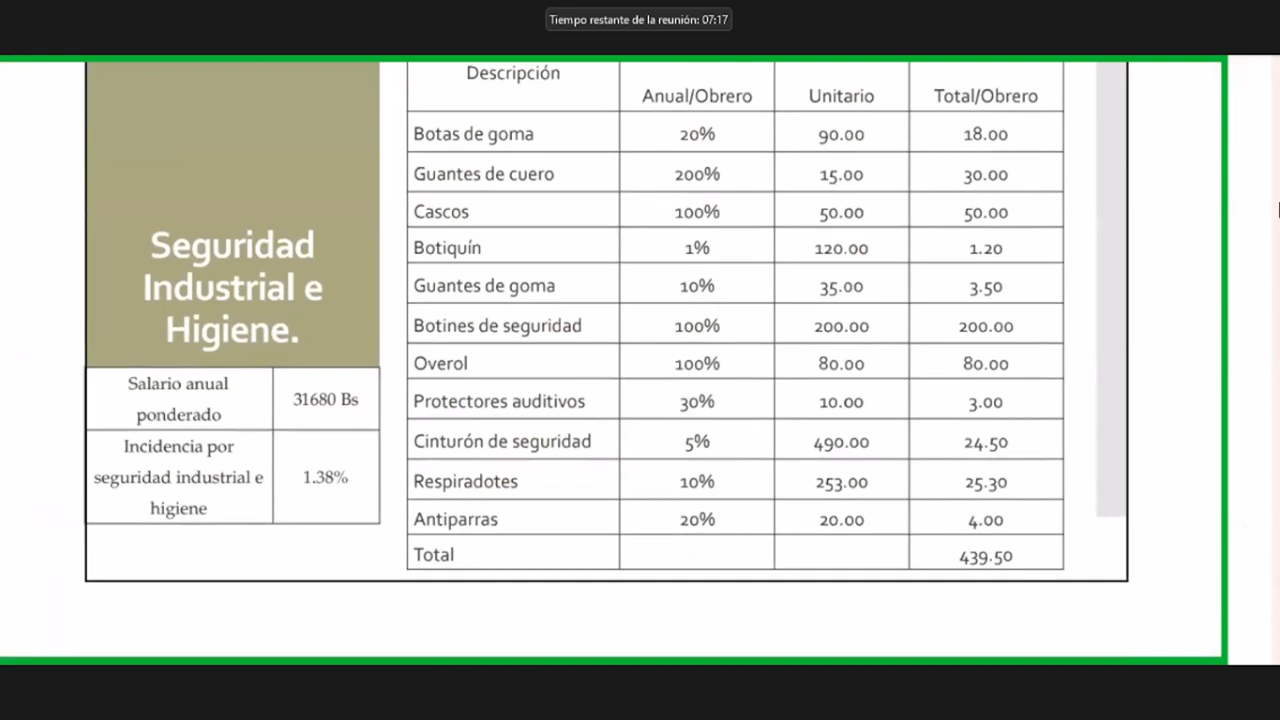 Tiempo restante de la reunión: 07:17
Seguridad
Industrial e
Higiene.
Salario anual
ponderado
31680 Bs
Incidencia por
seguridad industrial e
higiene
1.38%
Descripción Anual/Obrero Unitario Total/Obrero
Botas de goma 20% 90.00 18.00
Guantes de cuero 200% 15.00 30.00
Cascos 100% 50.00 50.00
Botiquín 1% 120.00 1.20
Guantes de goma 10% 35.00 3.50
Botines de seguridad 100% 200.00 200.00
Overol 100% 80.00 80.00
Protectores auditivos 30% 10.00 3.00
Cinturón de seguridad 5% 490.00 24.50
Respiradotes 10% 253.00 25.30
Antiparras 20% 20.00 4.00
Total 439.50